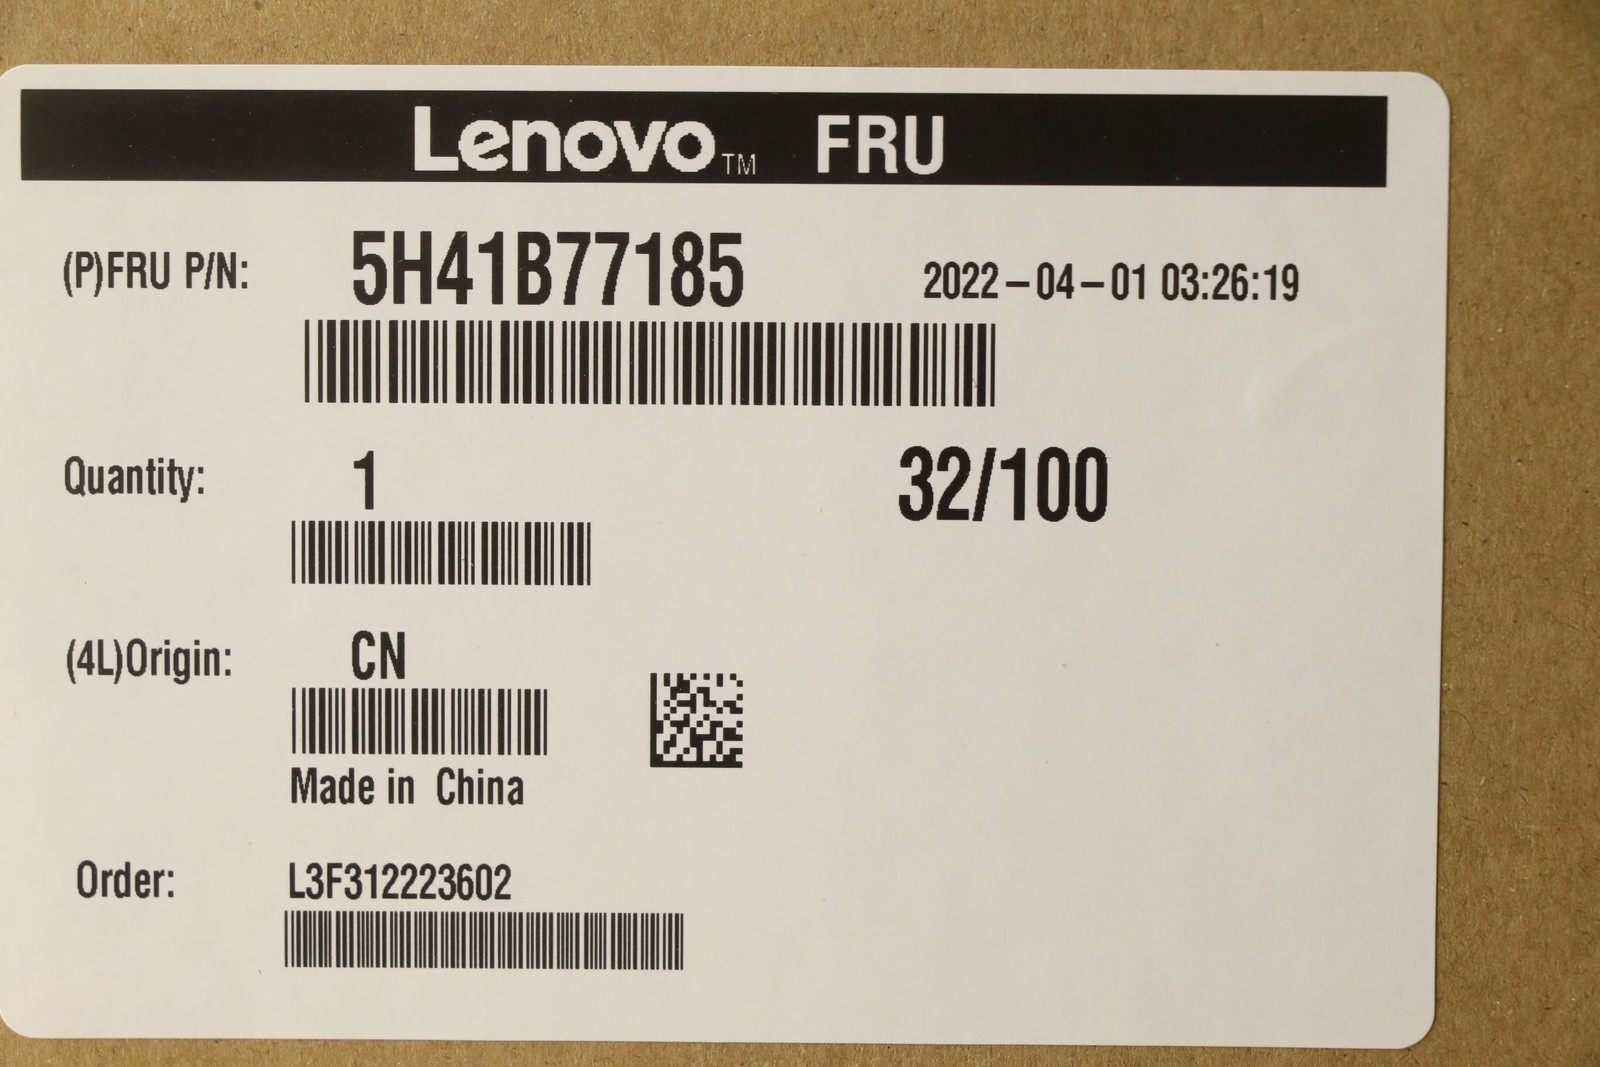 Lenovo™ FRU
(P)FRU P/N: 5H41B77185 2022-04-01 03:26:19
Quantity: 1 32/100
(4L)Origin: CN
Made in China
Order: L3F312223602